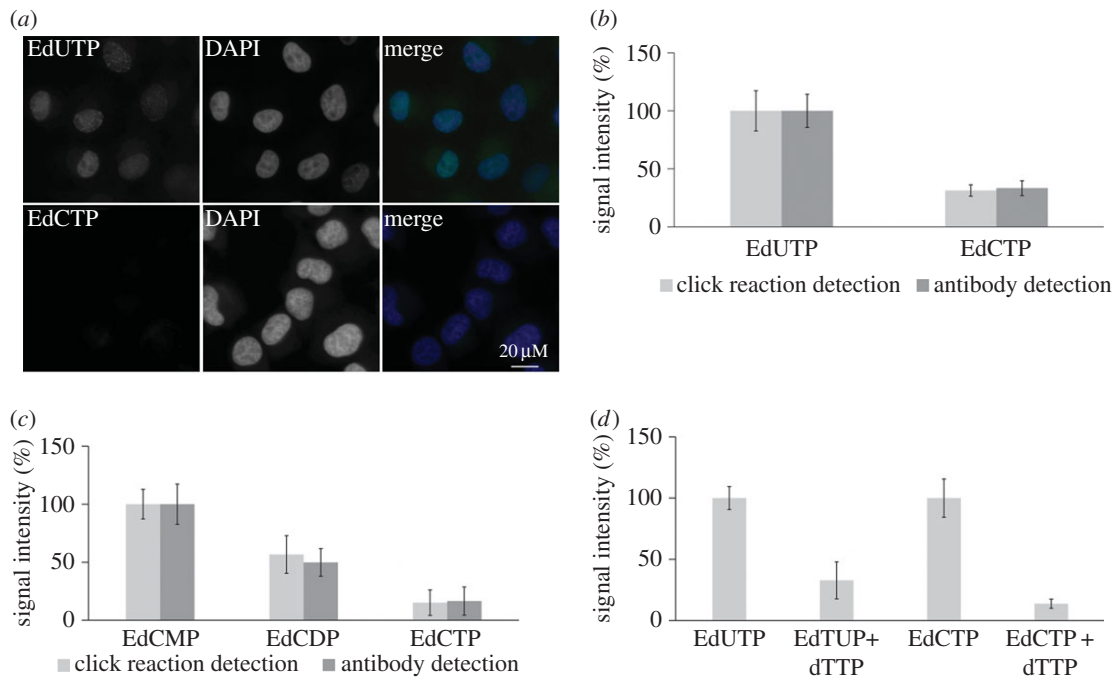 (a)
EdUTP DAPI merge
EdCTP DAPI merge
20 µM
(b)
signal intensity (%)
150
100
50
0
EdUTP EdCTP
click reaction detection antibody detection
(c)
signal intensity (%)
150
100
50
0
EdCMP EdCDP EdCTP
click reaction detection antibody detection
(d)
signal intensity (%)
150
100
50
0
EdUTP EdTUP+ EdCTP EdCTP +
dTTP dTTP